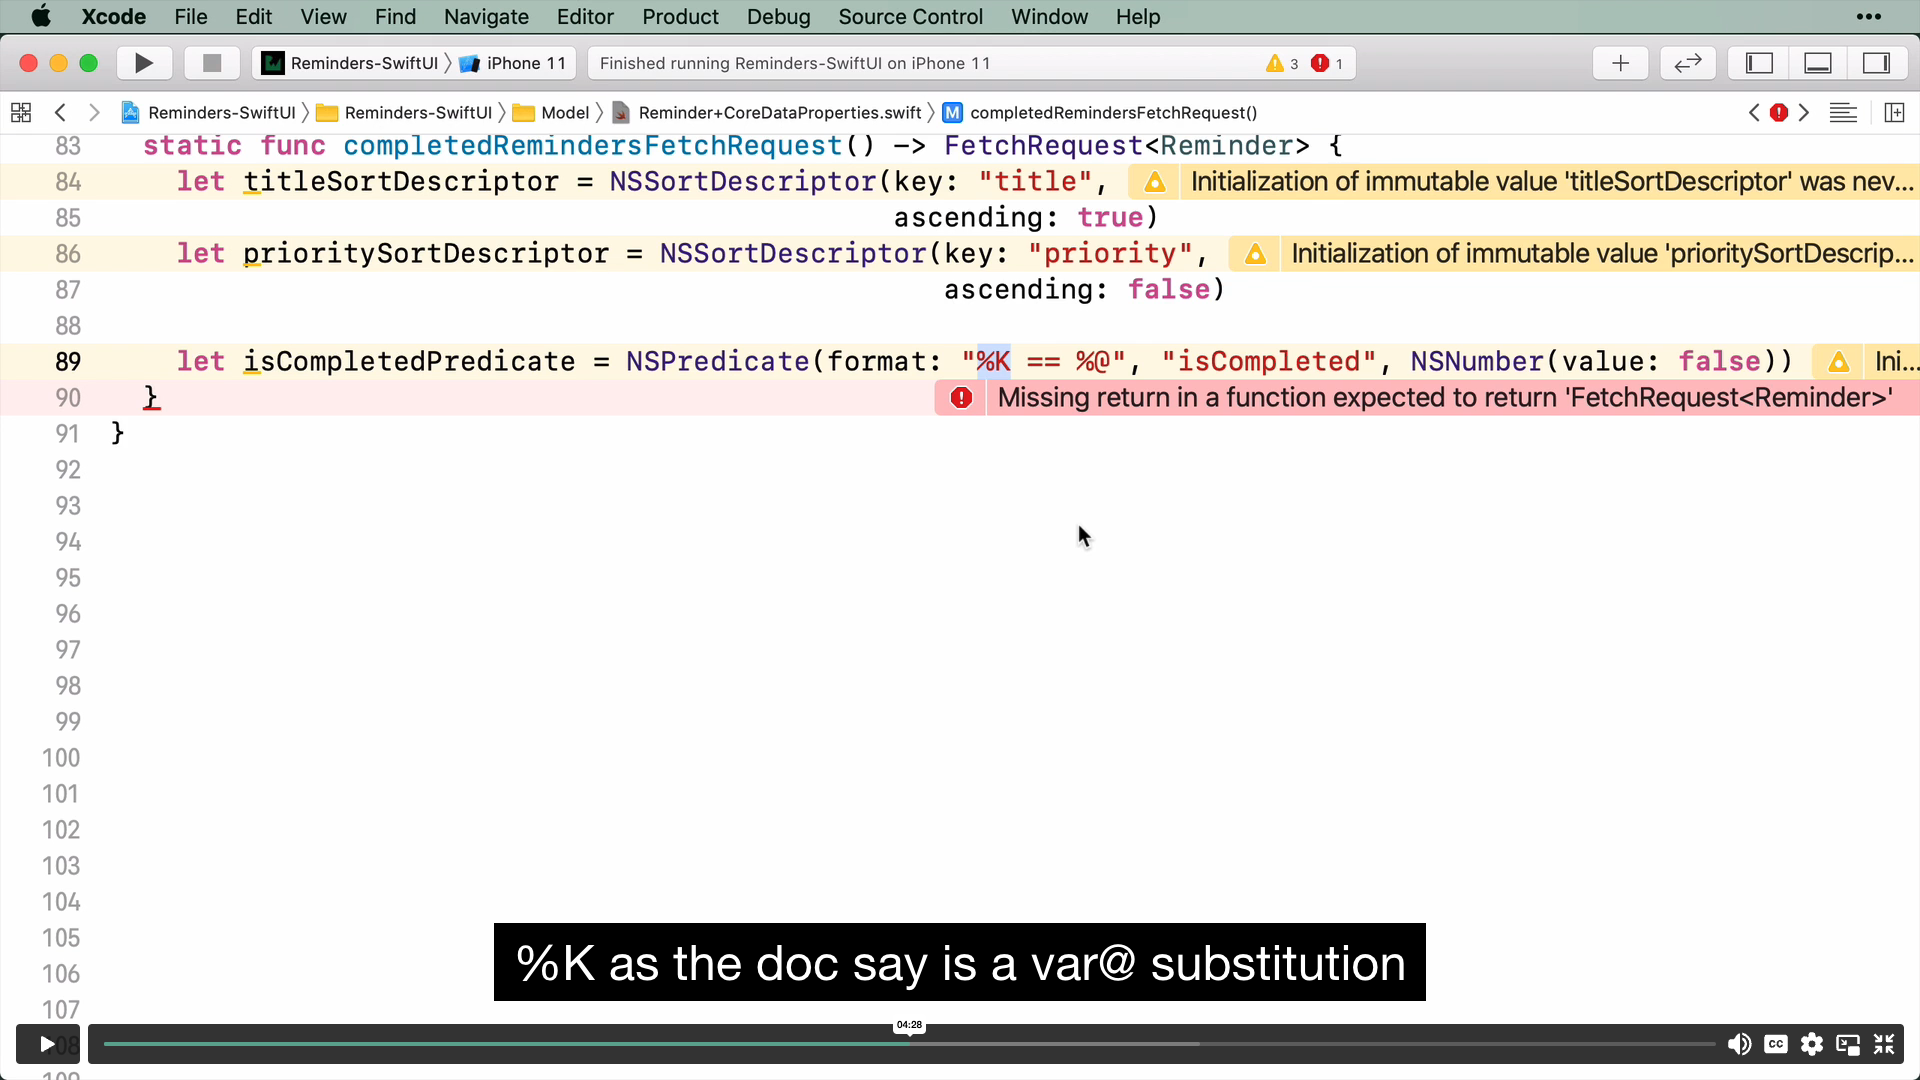 Xcode File Edit View Find Navigate Editor Product Debug Source Control Window Help
Reminders-SwiftUI iPhone 11 Finished running Reminders-SwiftUI on iPhone 11 3 1
Reminders-SwiftUI Reminders-SwiftUI Model Reminder+CoreDataProperties.swift M completedRemindersFetchRequest()
83 static func completedRemindersFetchRequest() -> FetchRequest<Reminder> {
84 let titleSortDescriptor = NSSortDescriptor(key: "title", Initialization of immutable value 'titleSortDescriptor' was nev...
85 ascending: true)
86 let prioritySortDescriptor = NSSortDescriptor(key: "priority", Initialization of immutable value 'prioritySortDescrip...
87 ascending: false)
88
89 let isCompletedPredicate = NSPredicate(format: "%K == %@", "isCompleted", NSNumber(value: false)) Ini...
90 } Missing return in a function expected to return 'FetchRequest<Reminder>'
91 }
92
93
94
95
96
97
98
99
100
101
102
103
104
105
%K as the doc say is a var@ substitution
106
107
04:28
108
CC